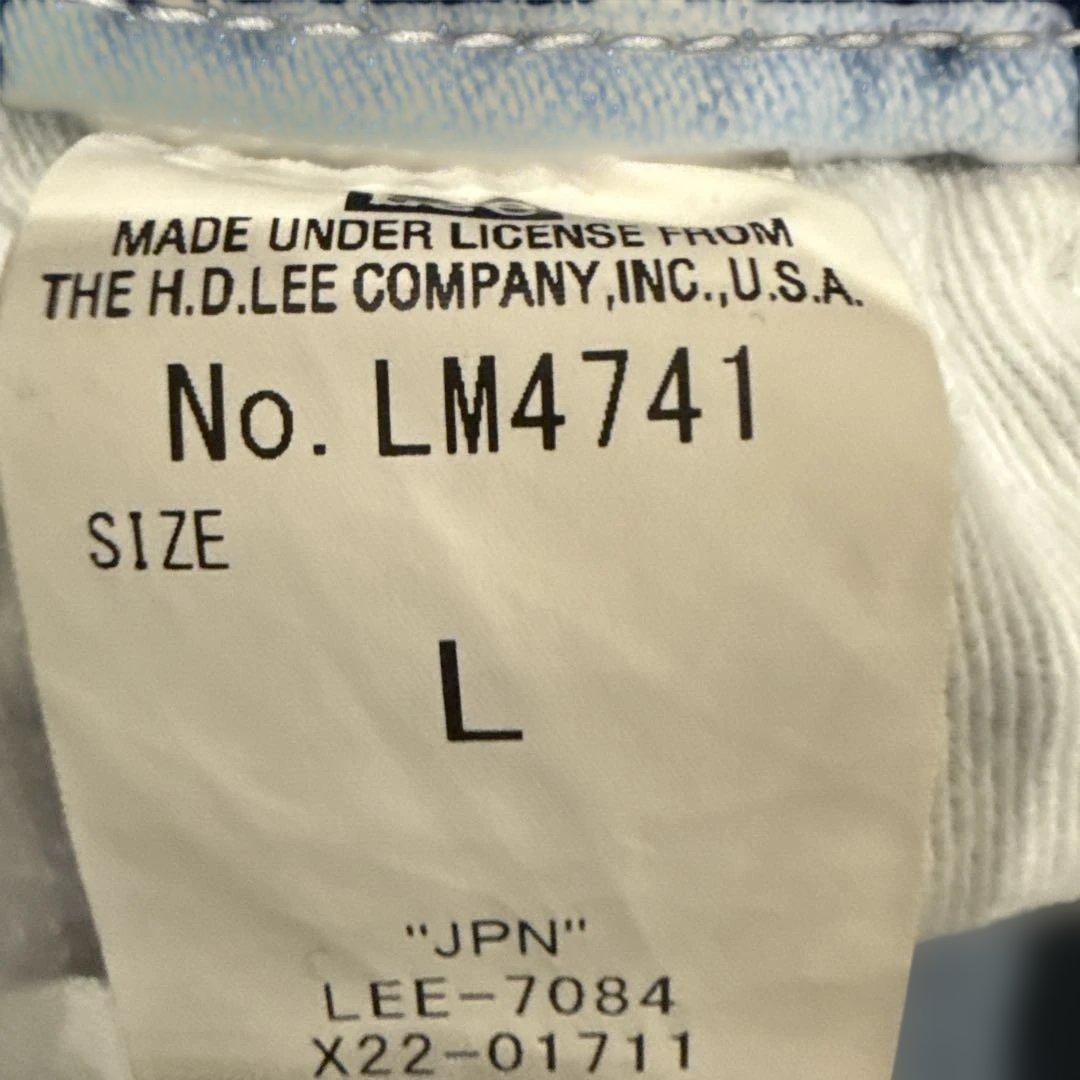 MADE UNDER LICENSE FROM
THE H.D.LEE COMPANY,INC.,U.S.A.
No. LM4741
SIZE
L
"JPN"
LEE-7084
X22-01711